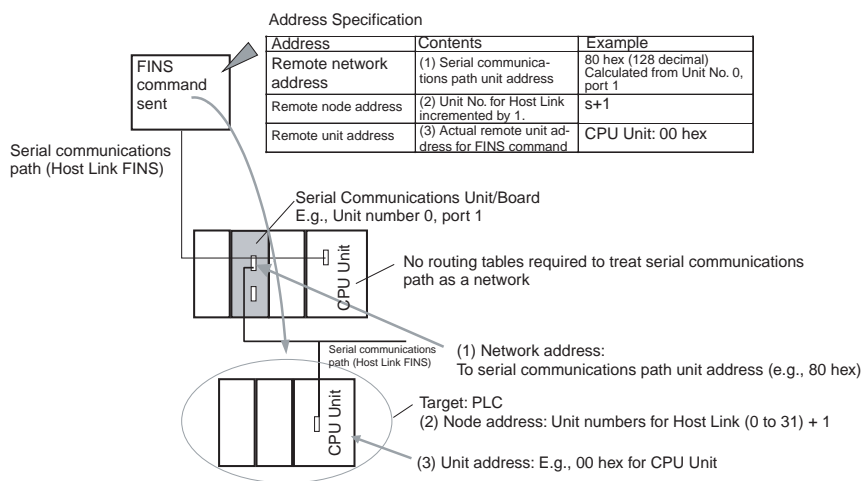 Address Specification
Address Contents Example
Remote network address (1) Serial communica-tions path unit address 80 hex (128 decimal) Calculated from Unit No. 0, port 1
Remote node address (2) Unit No. for Host Link incremented by 1. s+1
Remote unit address (3) Actual remote unit ad-dress for FINS command CPU Unit: 00 hex
FINS
command
sent
Serial communications
path (Host Link FINS)
Serial Communications Unit/Board
E.g., Unit number 0, port 1
CPU Unit
No routing tables required to treat serial communications
path as a network
Serial communications
path (Host Link FINS)
(1) Network address:
To serial communications path unit address (e.g., 80 hex)
CPU Unit
Target: PLC
(2) Node address: Unit numbers for Host Link (0 to 31) + 1
(3) Unit address: E.g., 00 hex for CPU Unit